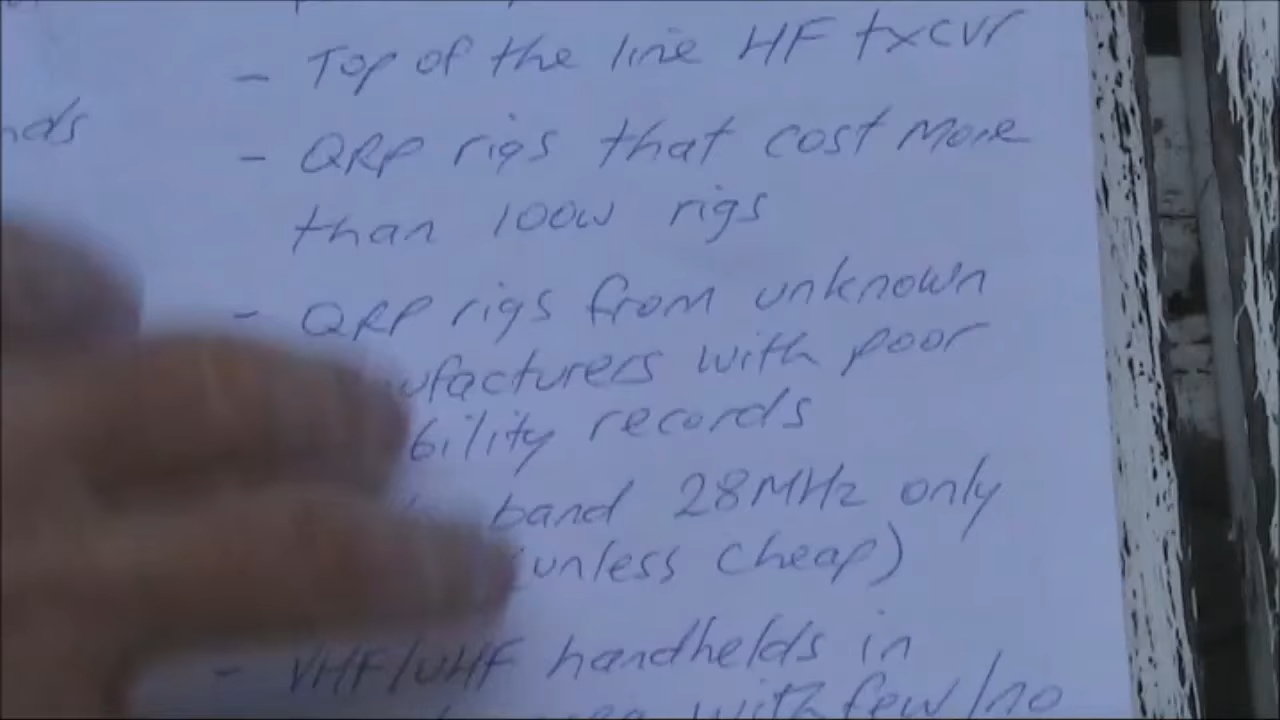 - Top of the line HF txcvr
nds
- QRP rigs that cost more
than 100W rigs
- QRP rigs from unknown
ufacturers with poor
bility records
band 28MHz only
(unless cheap)
- VHF/UHF handhelds in
with few/no